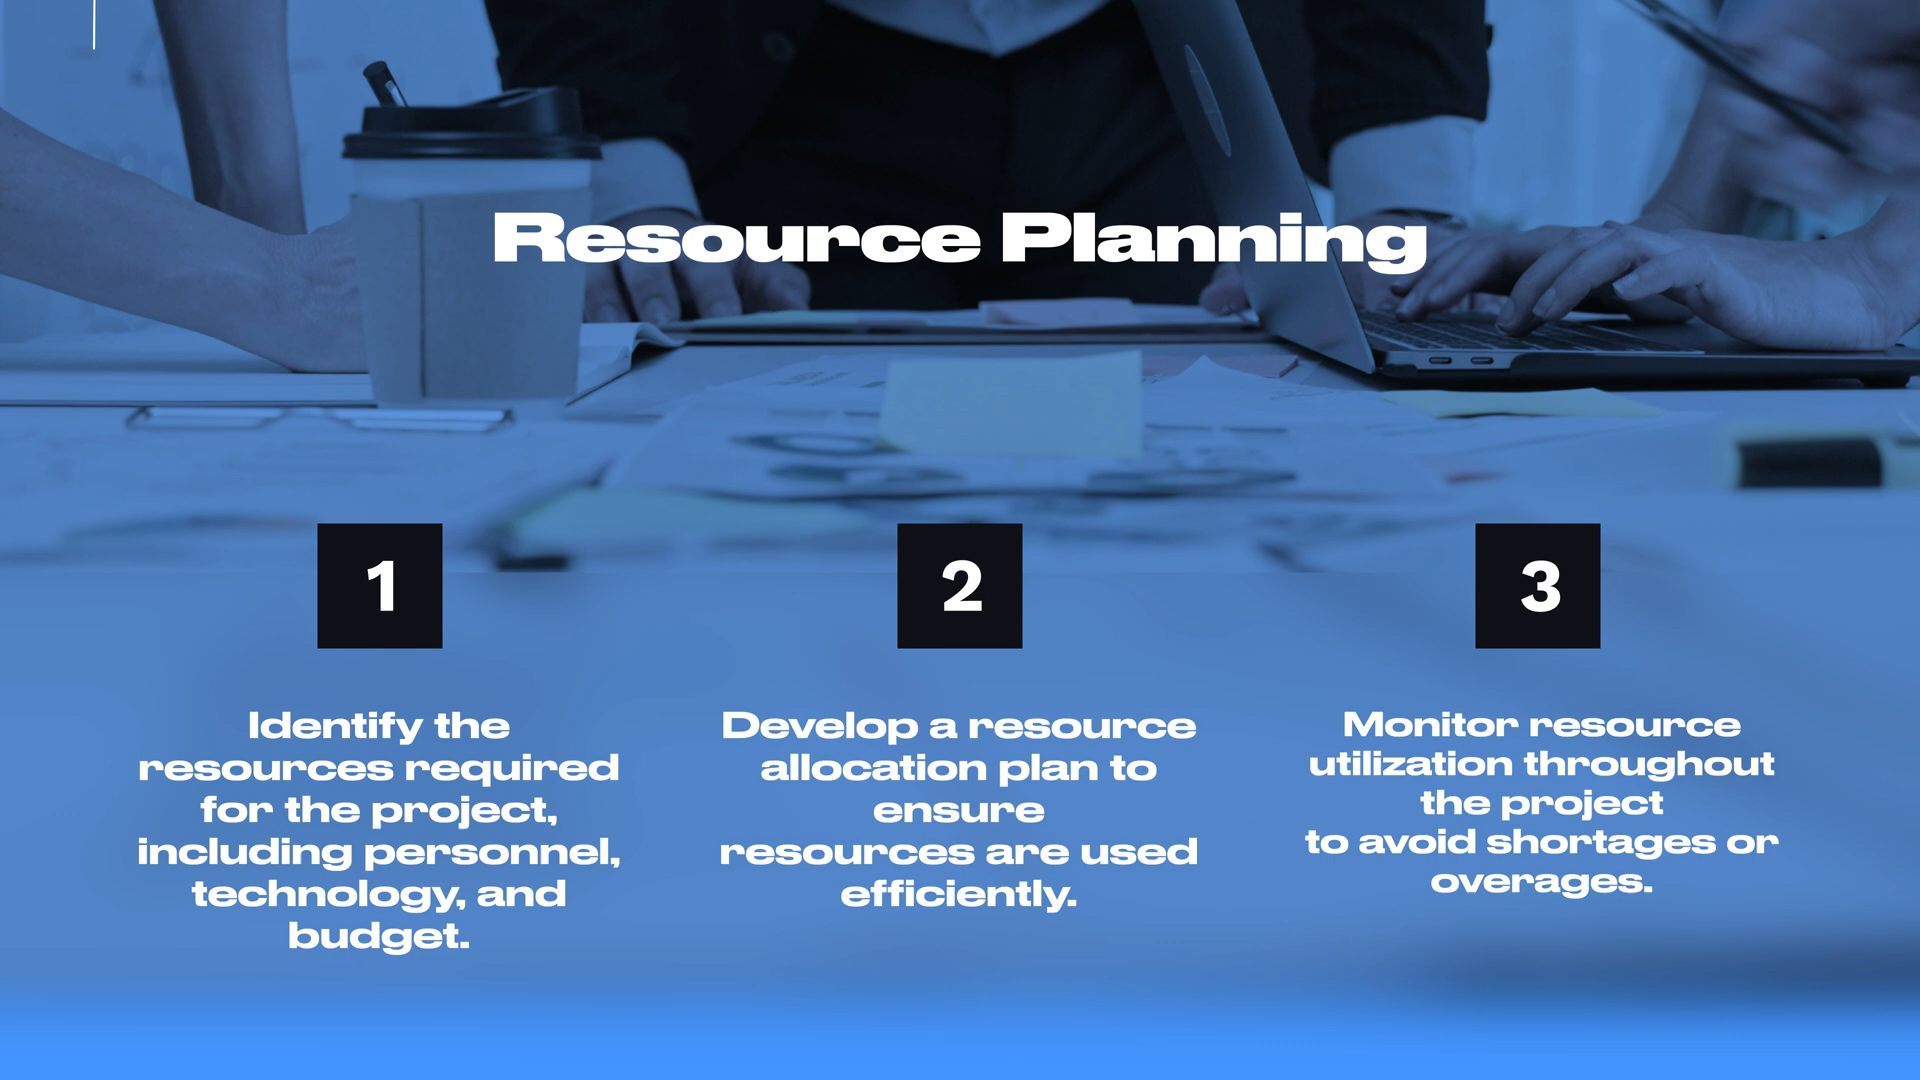 Resource Planning
1
Identify the
resources required
for the project,
including personnel,
technology, and
budget.
2
Develop a resource
allocation plan to
ensure
resources are used
efficiently.
3
Monitor resource
utilization throughout
the project
to avoid shortages or
overages.